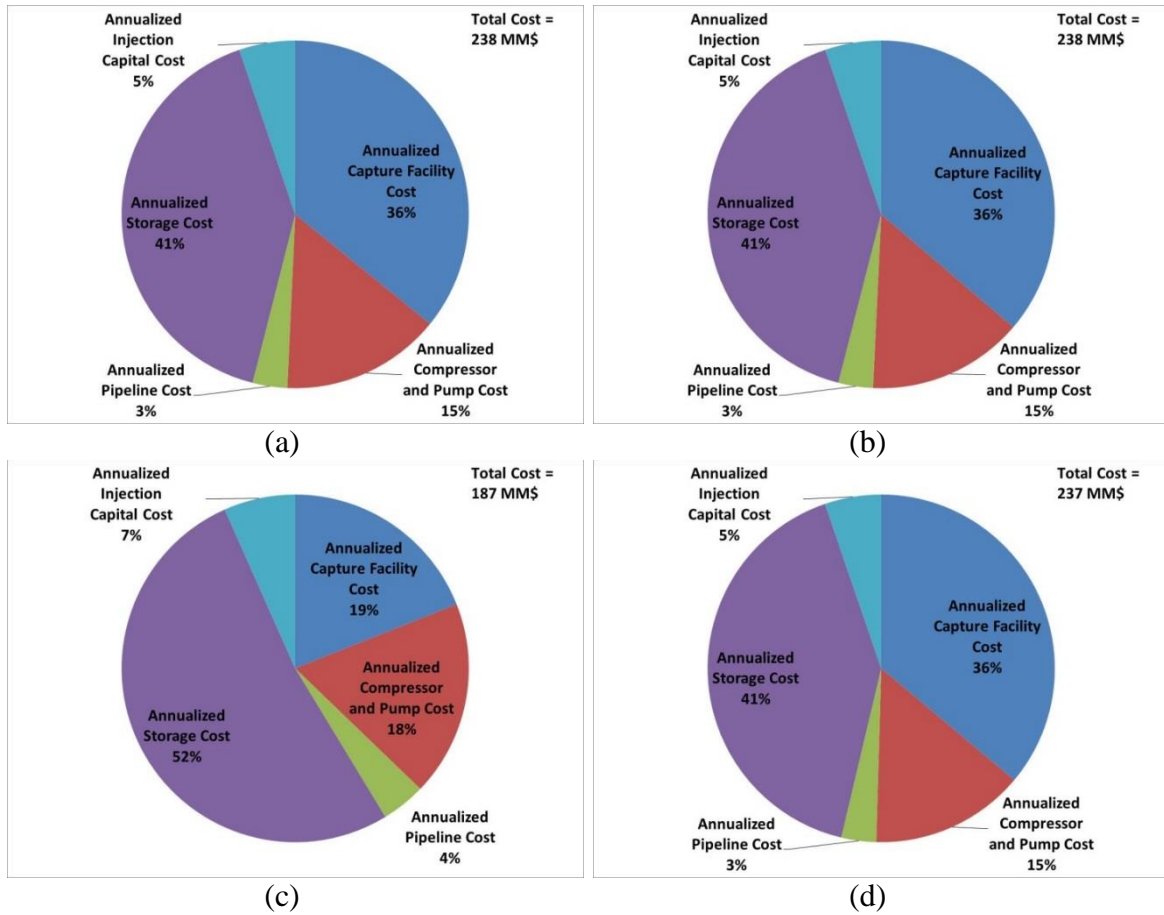 Annualized
Injection
Capital Cost
5%
Total Cost =
238 MM$
Annualized
Capture Facility
Cost
36%
Annualized
Storage Cost
41%
Annualized
Pipeline Cost
3%
Annualized
Compressor
and Pump Cost
15%
(a)
Annualized
Injection
Capital Cost
5%
Total Cost =
238 MM$
Annualized
Capture Facility
Cost
36%
Annualized
Storage Cost
41%
Annualized
Pipeline Cost
3%
Annualized
Compressor
and Pump Cost
15%
(b)
Annualized
Injection
Capital Cost
7%
Total Cost =
187 MM$
Annualized
Capture Facility
Cost
19%
Annualized
Compressor
and Pump Cost
18%
Annualized
Storage Cost
52%
Annualized
Pipeline Cost
4%
(c)
Annualized
Injection
Capital Cost
5%
Total Cost =
237 MM$
Annualized
Capture Facility
Cost
36%
Annualized
Storage Cost
41%
Annualized
Pipeline Cost
3%
Annualized
Compressor
and Pump Cost
15%
(d)